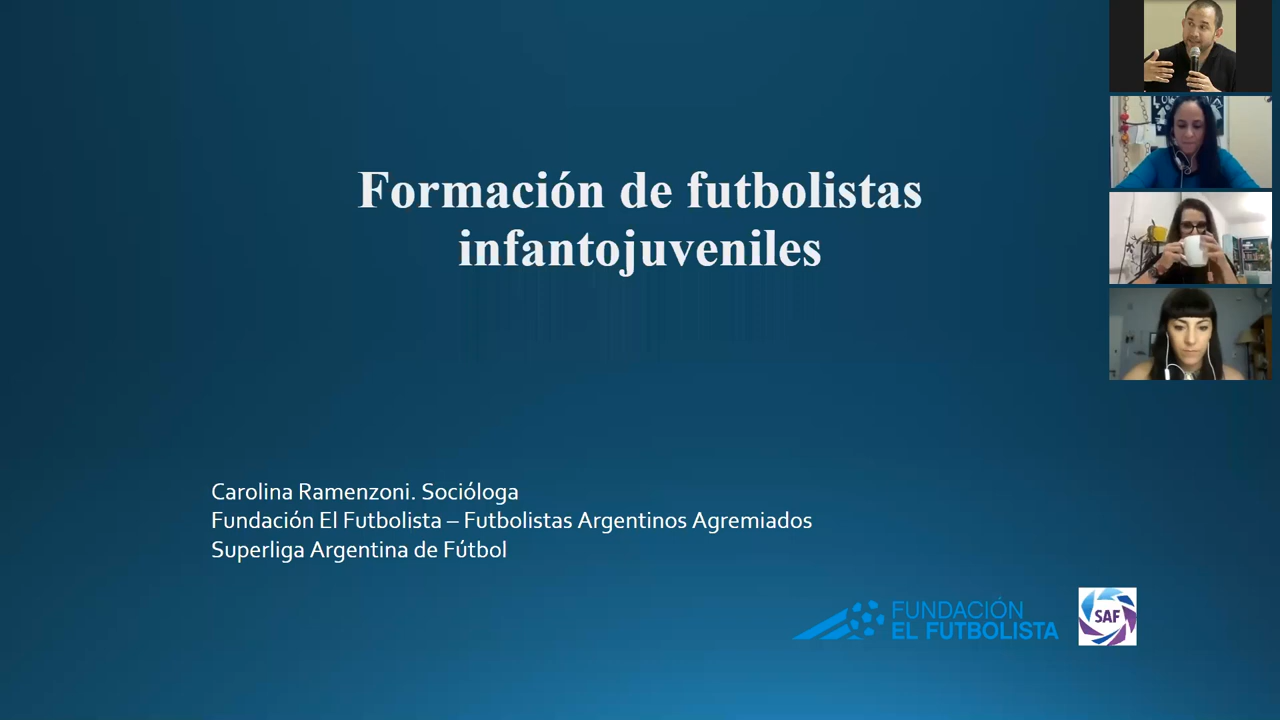 Formación de futbolistas
infantojuveniles
Carolina Ramenzoni. Socióloga
Fundación El Futbolista – Futbolistas Argentinos Agremiados
Superliga Argentina de Fútbol
FUNDACIÓN
EL FUTBOLISTA
SAF